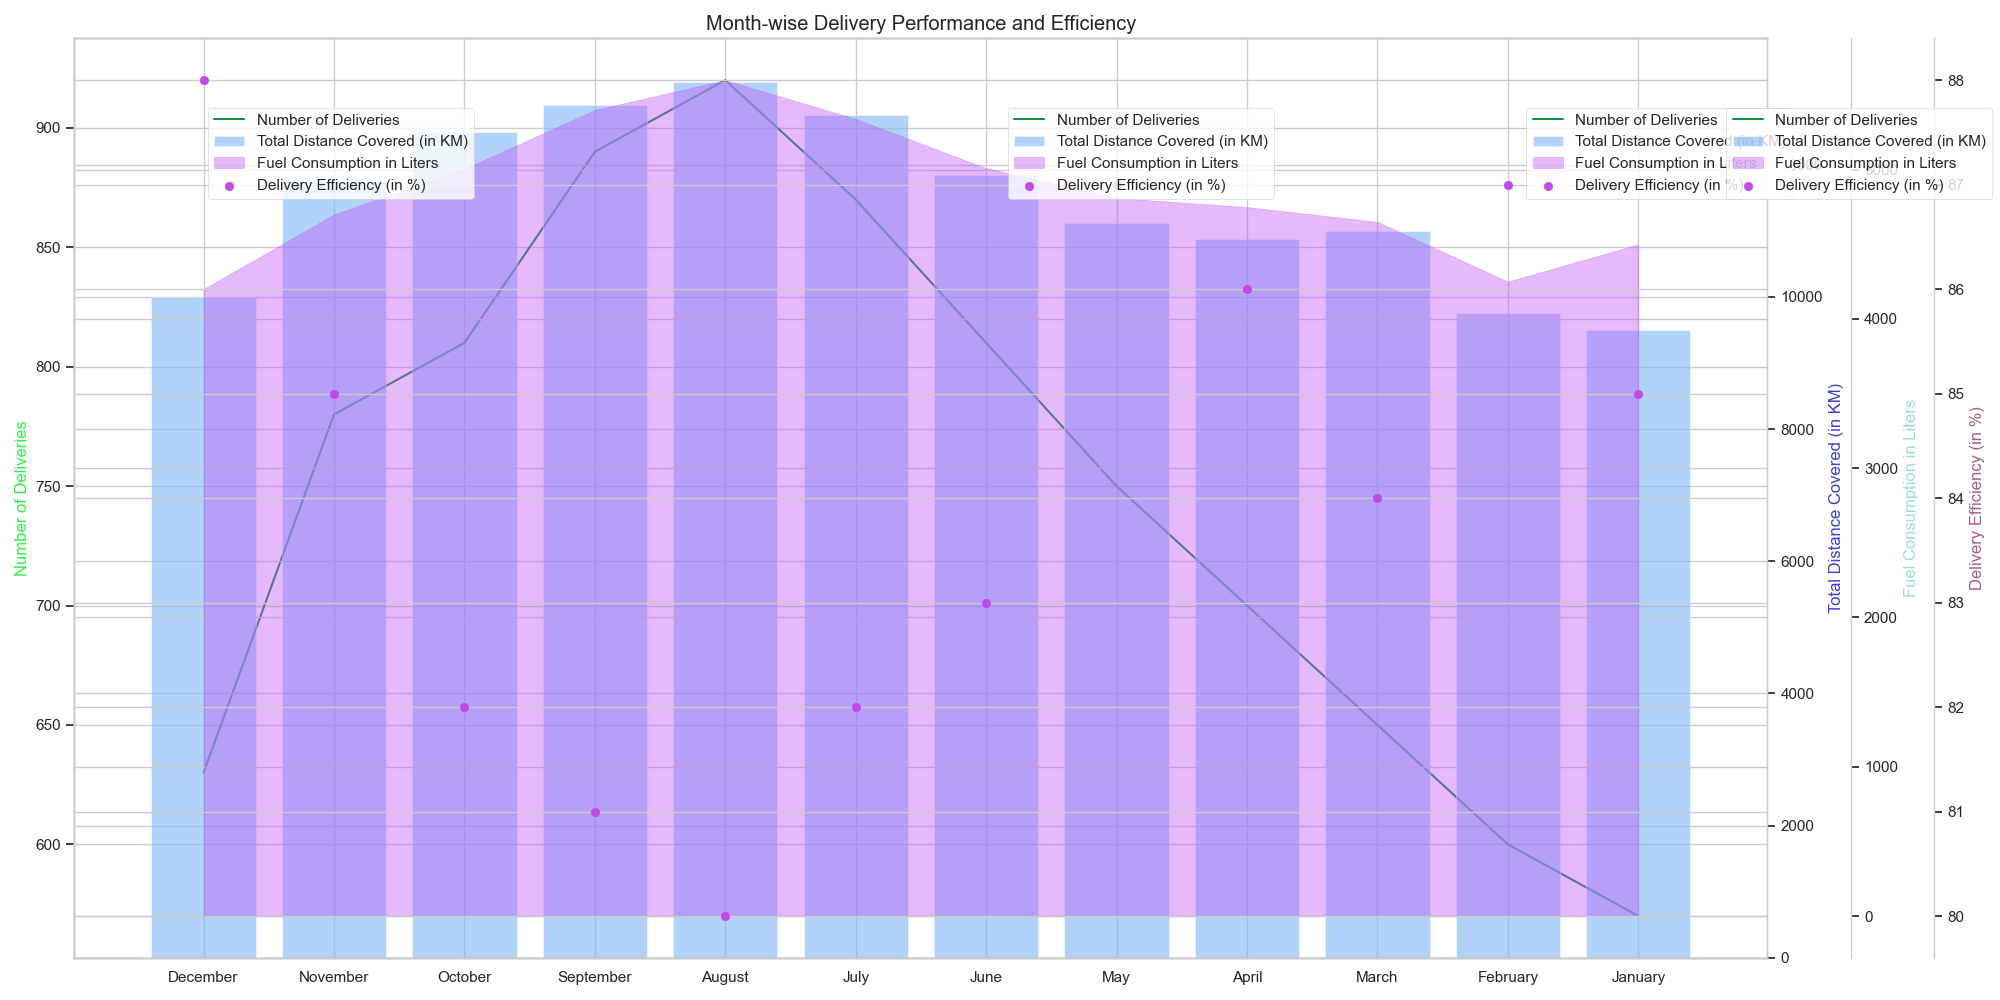 Month-wise Delivery Performance and Efficiency
Number of Deliveries
Total Distance Covered (in KM)
Fuel Consumption in Liters
Delivery Efficiency (in %)
Number of Deliveries
Total Distance Covered (in KM)
Fuel Consumption in Liters
Delivery Efficiency (in %)
Number of Deliveries
Total Distance Covered (in KM)
Fuel Consumption in Liters
Delivery Efficiency (in %)
Number of Deliveries
Total Distance Covered (in KM)
Fuel Consumption in Liters
Delivery Efficiency (in %)
Number of Deliveries
900
850
800
750
700
650
600
10000
8000
6000
4000
2000
0
Total Distance Covered (in KM)
5000
4000
3000
2000
1000
0
Fuel Consumption in Liters
88
87
86
85
84
83
82
81
80
Delivery Efficiency (in %)
December
November
October
September
August
July
June
May
April
March
February
January